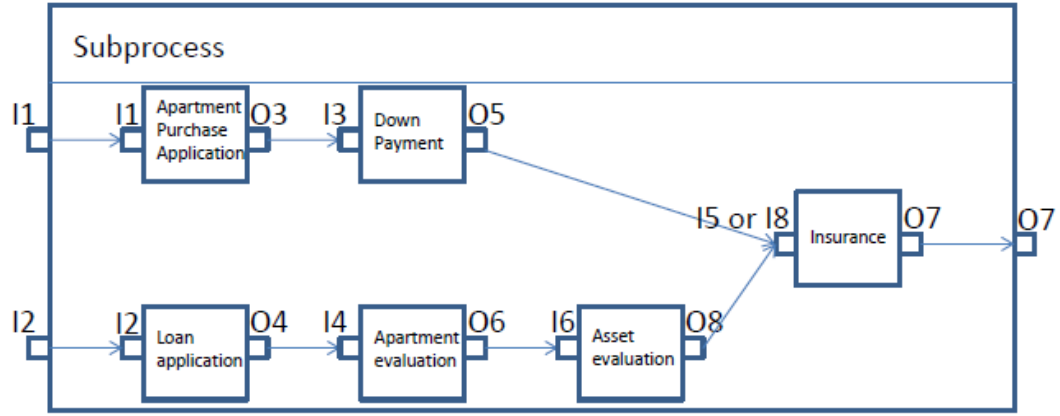 Subprocess
I1 I1 Apartment Purchase Application O3 I3 Down Payment O5
I5 or I8 Insurance O7 O7
I2 I2 Loan application O4 I4 Apartment evaluation O6 I6 Asset evaluation O8